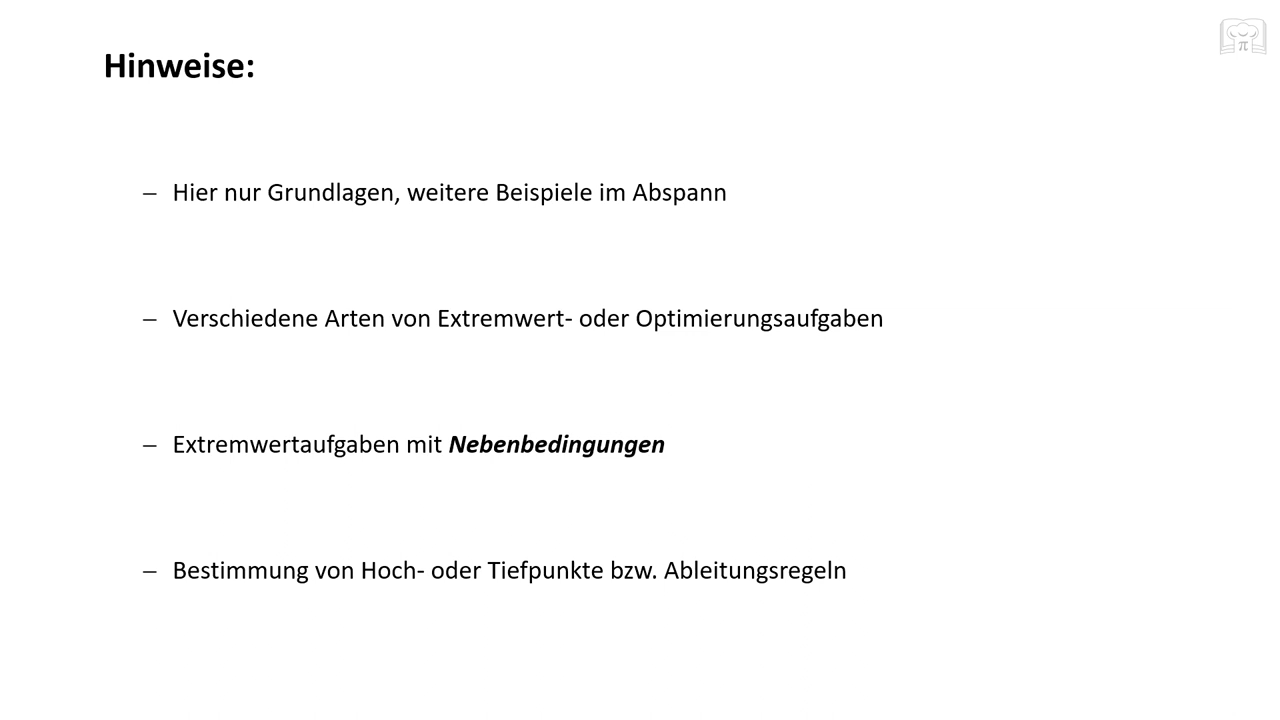 Hinweise:
– Hier nur Grundlagen, weitere Beispiele im Abspann
– Verschiedene Arten von Extremwert- oder Optimierungsaufgaben
– Extremwertaufgaben mit Nebenbedingungen
– Bestimmung von Hoch- oder Tiefpunkte bzw. Ableitungsregeln
π